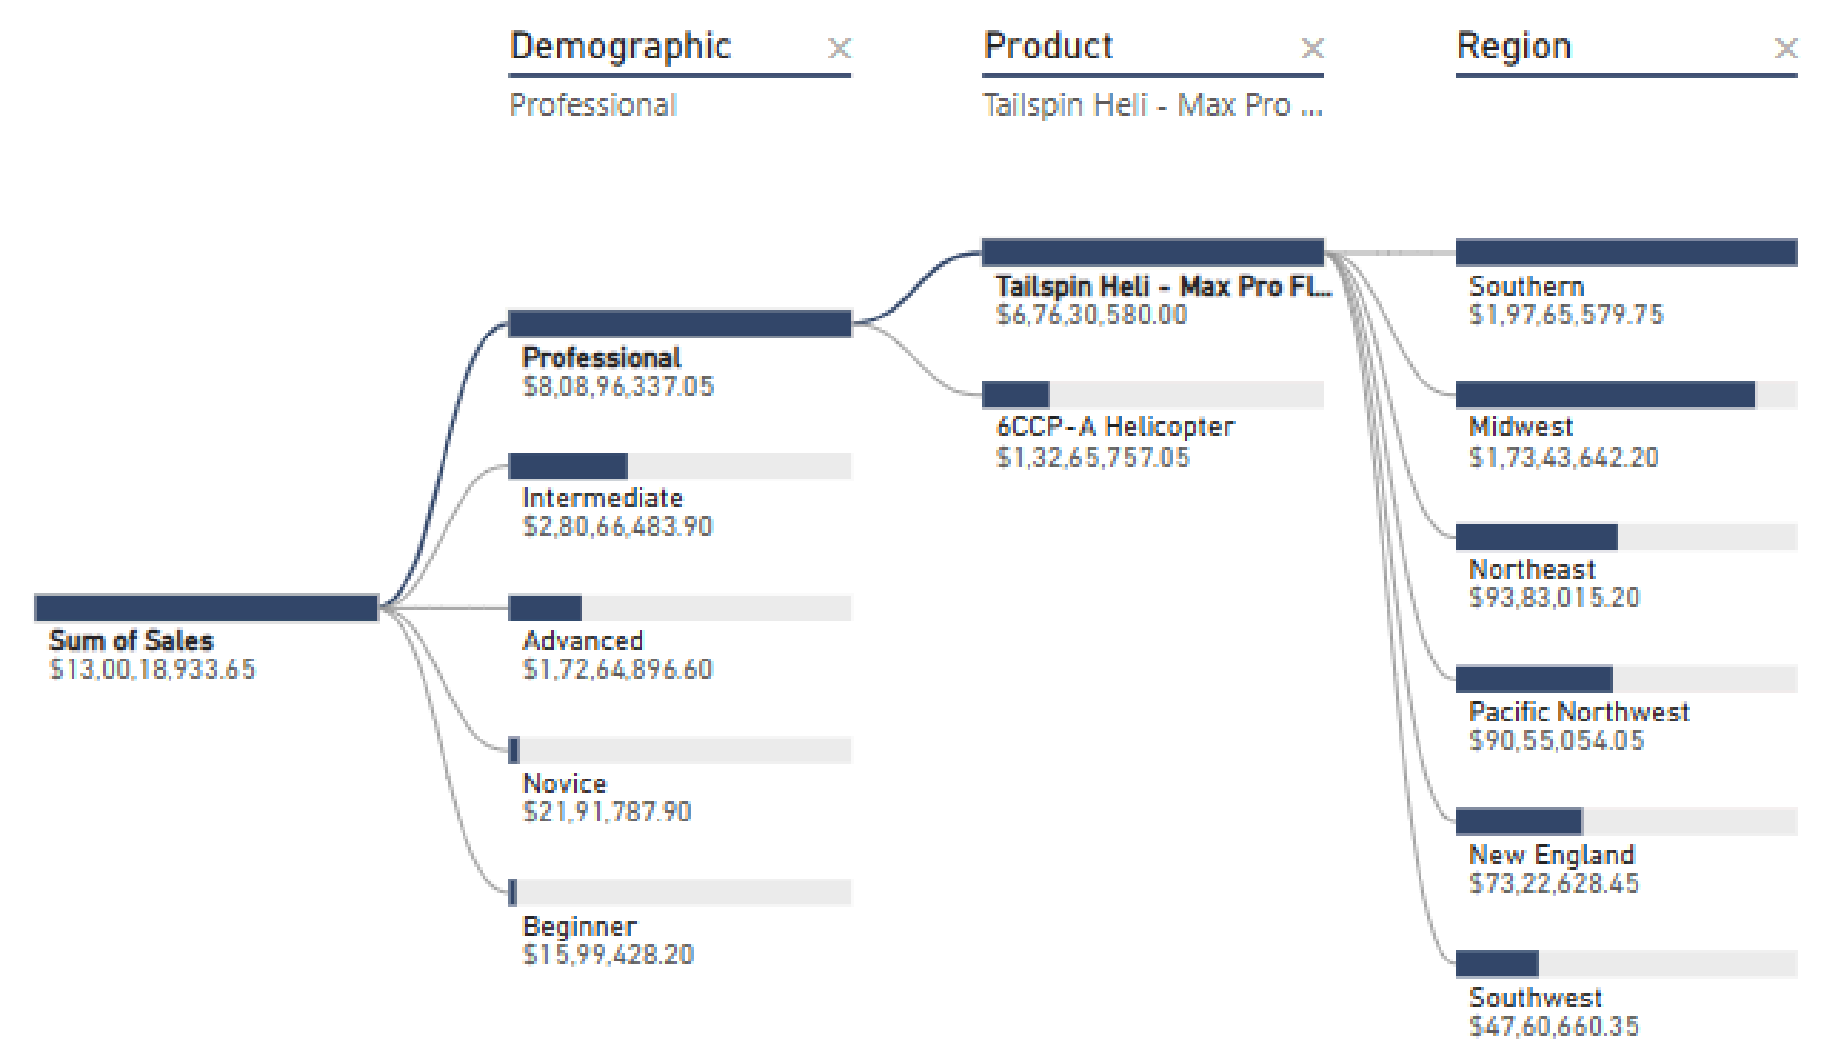 Demographic
Professional
Product
Tailspin Heli - Max Pro ...
Region
Sum of Sales
$13,00,18,933.65
Professional
$8,08,96,337.05
Intermediate
$2,80,66,483.90
Advanced
$1,72,64,896.60
Novice
$21,91,787.90
Beginner
$15,99,428.20
Tailspin Heli - Max Pro Fl...
$6,76,30,580.00
6CCP-A Helicopter
$1,32,65,757.05
Southern
$1,97,65,579.75
Midwest
$1,73,43,642.20
Northeast
$93,83,015.20
Pacific Northwest
$90,55,054.05
New England
$73,22,628.45
Southwest
$47,60,660.35